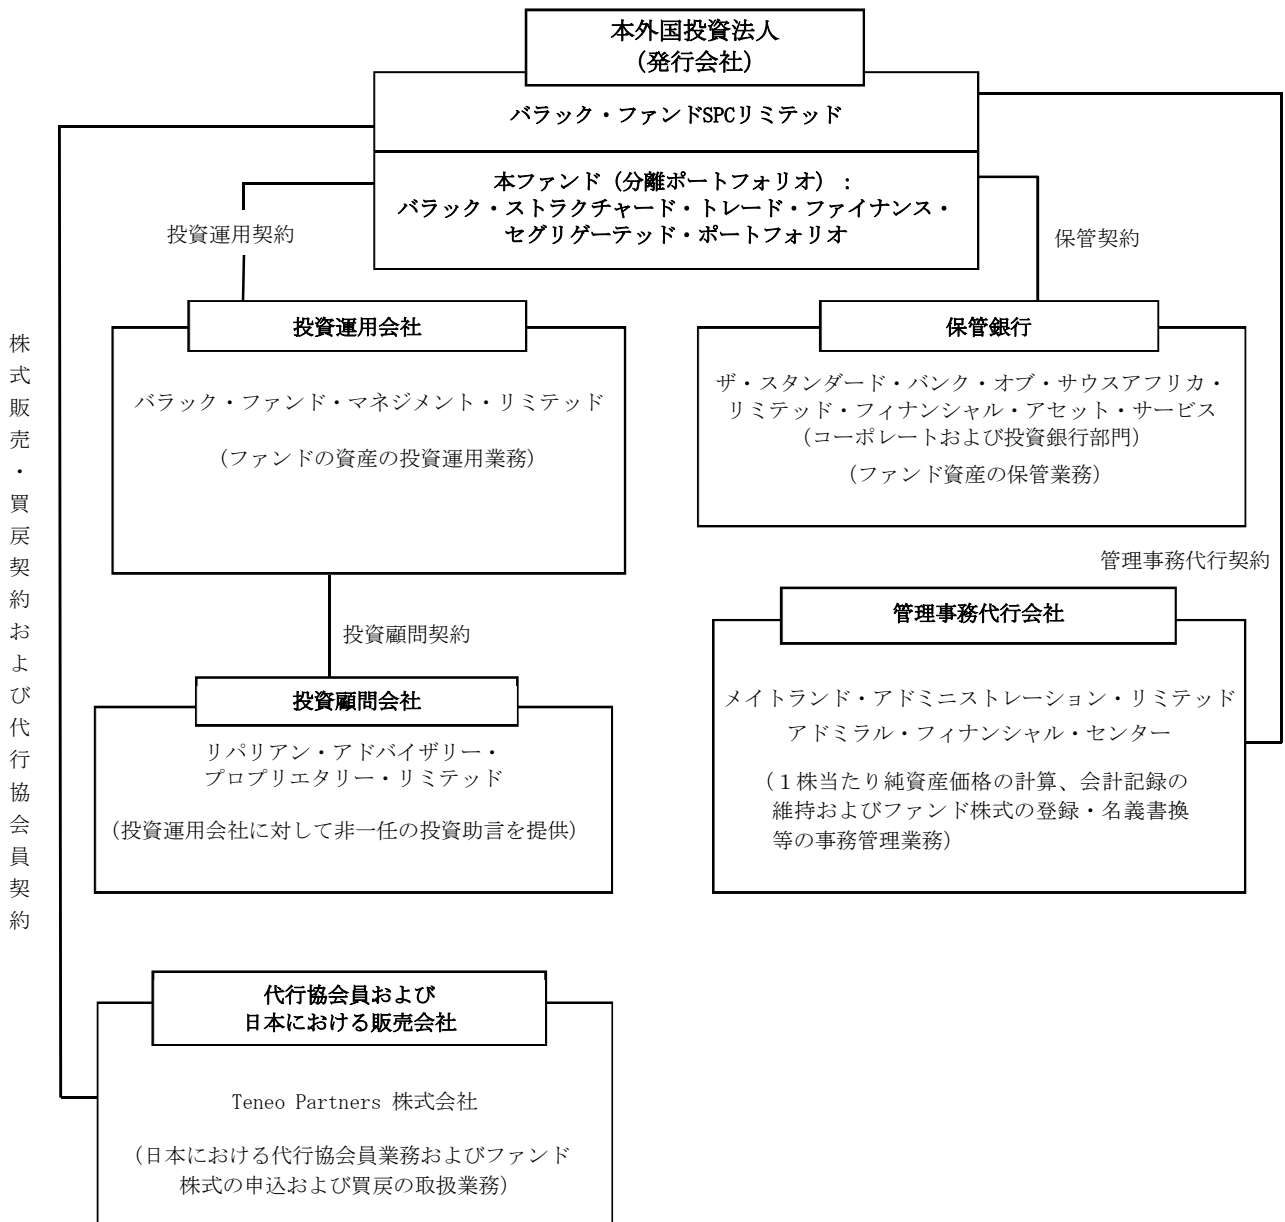 本外国投資法人
（発行会社）
バラック・ファンドSPCリミテッド
本ファンド（分離ポートフォリオ）：
バラック・ストラクチャード・トレード・ファイナンス・
セグリゲーテッド・ポートフォリオ
投資運用契約
保管契約
株式販売・買戻契約および代行協会員契約
投資運用会社
バラック・ファンド・マネジメント・リミテッド
（ファンドの資産の投資運用業務）
保管銀行
ザ・スタンダード・バンク・オブ・サウスアフリカ・
リミテッド・フィナンシャル・アセット・サービス
（コーポレートおよび投資銀行部門）
（ファンド資産の保管業務）
管理事務代行契約
投資顧問契約
管理事務代行会社
メイトランド・アドミニストレーション・リミテッド
アドミラル・フィナンシャル・センター
（１株当たり純資産価格の計算、会計記録の
維持およびファンド株式の登録・名義書換
等の事務管理業務）
投資顧問会社
リパリアン・アドバイザリー・
プロプリエタリー・リミテッド
（投資運用会社に対して非一任の投資助言を提供）
代行協会員および
日本における販売会社
Teneo Partners 株式会社
（日本における代行協会員業務およびファンド
株式の申込および買戻の取扱業務）